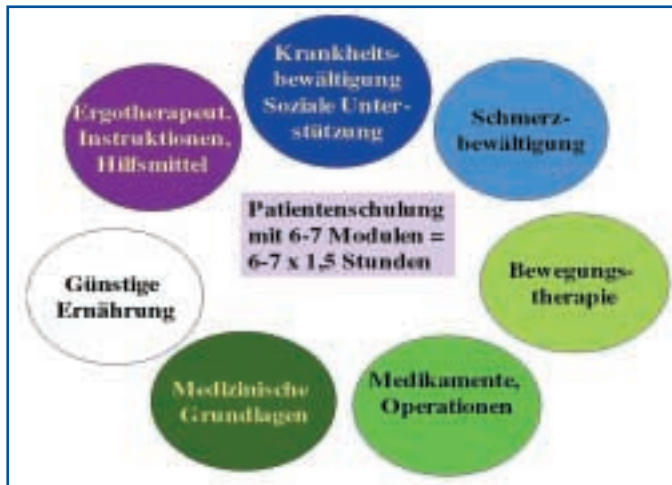 Krankheits-
bewältigung
Soziale Unter-
stützung
Schmerz-
bewältigung
Bewegungs-
therapie
Medikamente,
Operationen
Medizinische
Grundlagen
Günstige
Ernährung
Ergotherapeut.
Instruktionen,
Hilfsmittel
Patientenschulung
mit 6-7 Modulen =
6-7 x 1,5 Stunden